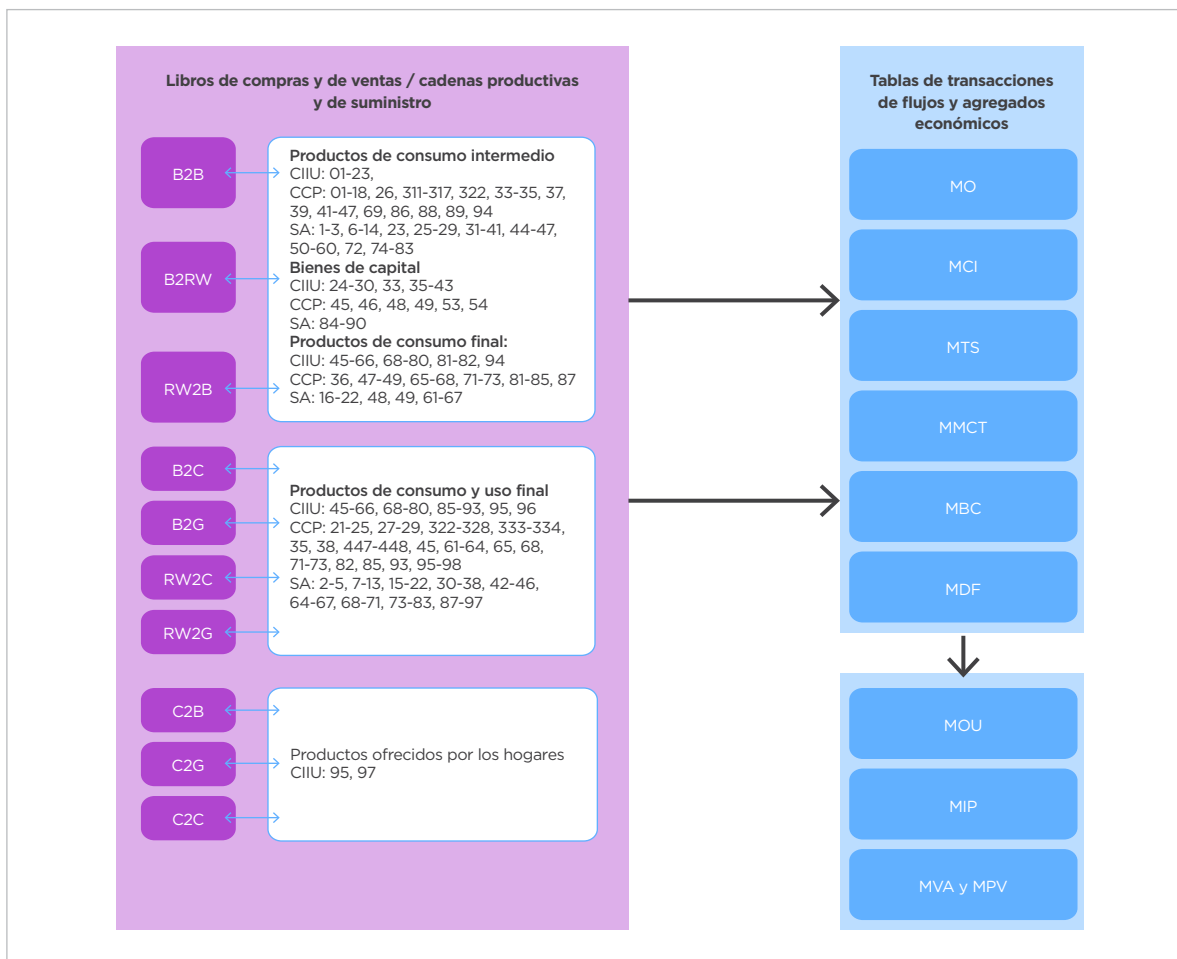 Libros de compras y de ventas / cadenas productivas
y de suministro
B2B
B2RW
RW2B
Productos de consumo intermedio
CIIU: 01-23,
CCP: 01-18, 26, 311-317, 322, 33-35, 37,
39, 41-47, 69, 86, 88, 89, 94
SA: 1-3, 6-14, 23, 25-29, 31-41, 44-47,
50-60, 72, 74-83
Bienes de capital
CIIU: 24-30, 33, 35-43
CCP: 45, 46, 48, 49, 53, 54
SA: 84-90
Productos de consumo final:
CIIU: 45-66, 68-80, 81-82, 94
CCP: 36, 47-49, 65-68, 71-73, 81-85, 87
SA: 16-22, 48, 49, 61-67
B2C
B2G
RW2C
RW2G
Productos de consumo y uso final
CIIU: 45-66, 68-80, 85-93, 95, 96
CCP: 21-25, 27-29, 322-328, 333-334,
35, 38, 447-448, 45, 61-64, 65, 68,
71-73, 82, 85, 93, 95-98
SA: 2-5, 7-13, 15-22, 30-38, 42-46,
64-67, 68-71, 73-83, 87-97
C2B
C2G
C2C
Productos ofrecidos por los hogares
CIIU: 95, 97
Tablas de transacciones
de flujos y agregados
económicos
MO
MCI
MTS
MMCT
MBC
MDF
MOU
MIP
MVA y MPV